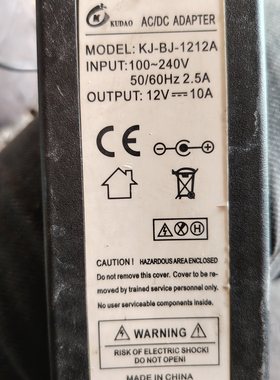 K
KUDAO
AC/DC ADAPTER
MODEL: KJ-BJ-1212A
INPUT:100~240V
50/60Hz 2.5A
OUTPUT: 12V⎓10A
CE
CAUTION ! HAZARDOUS AREA ENCLOSED
Do not remove this cover. Cover to be re-
moved by trained service personnel only.
No user serviceable components Inside.
WARNING
RISK OF ELECTRIC SHOCK!
DO NOT OPEN!
MADE IN CHINA